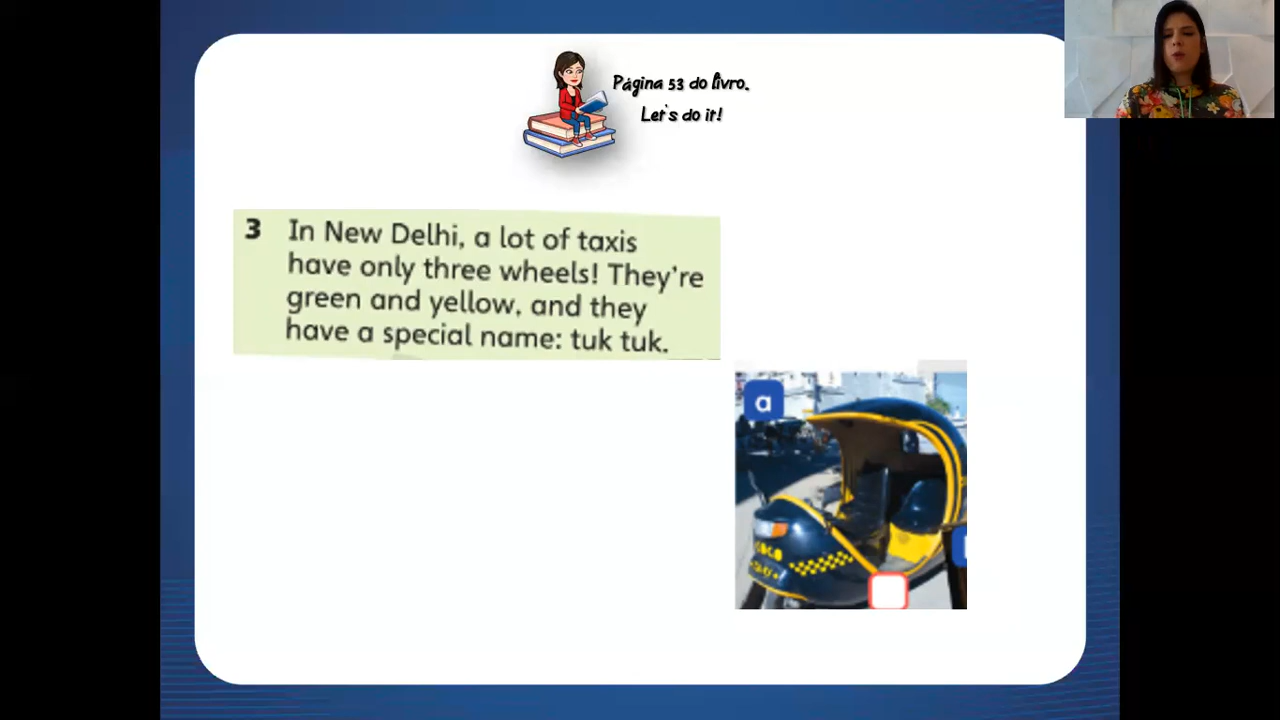 Página 53 do livro.
Let's do it!
3 In New Delhi, a lot of taxis
have only three wheels! They're
green and yellow, and they
have a special name: tuk tuk.
a